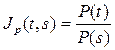 J_p(t,s) = P(t)/P(s)